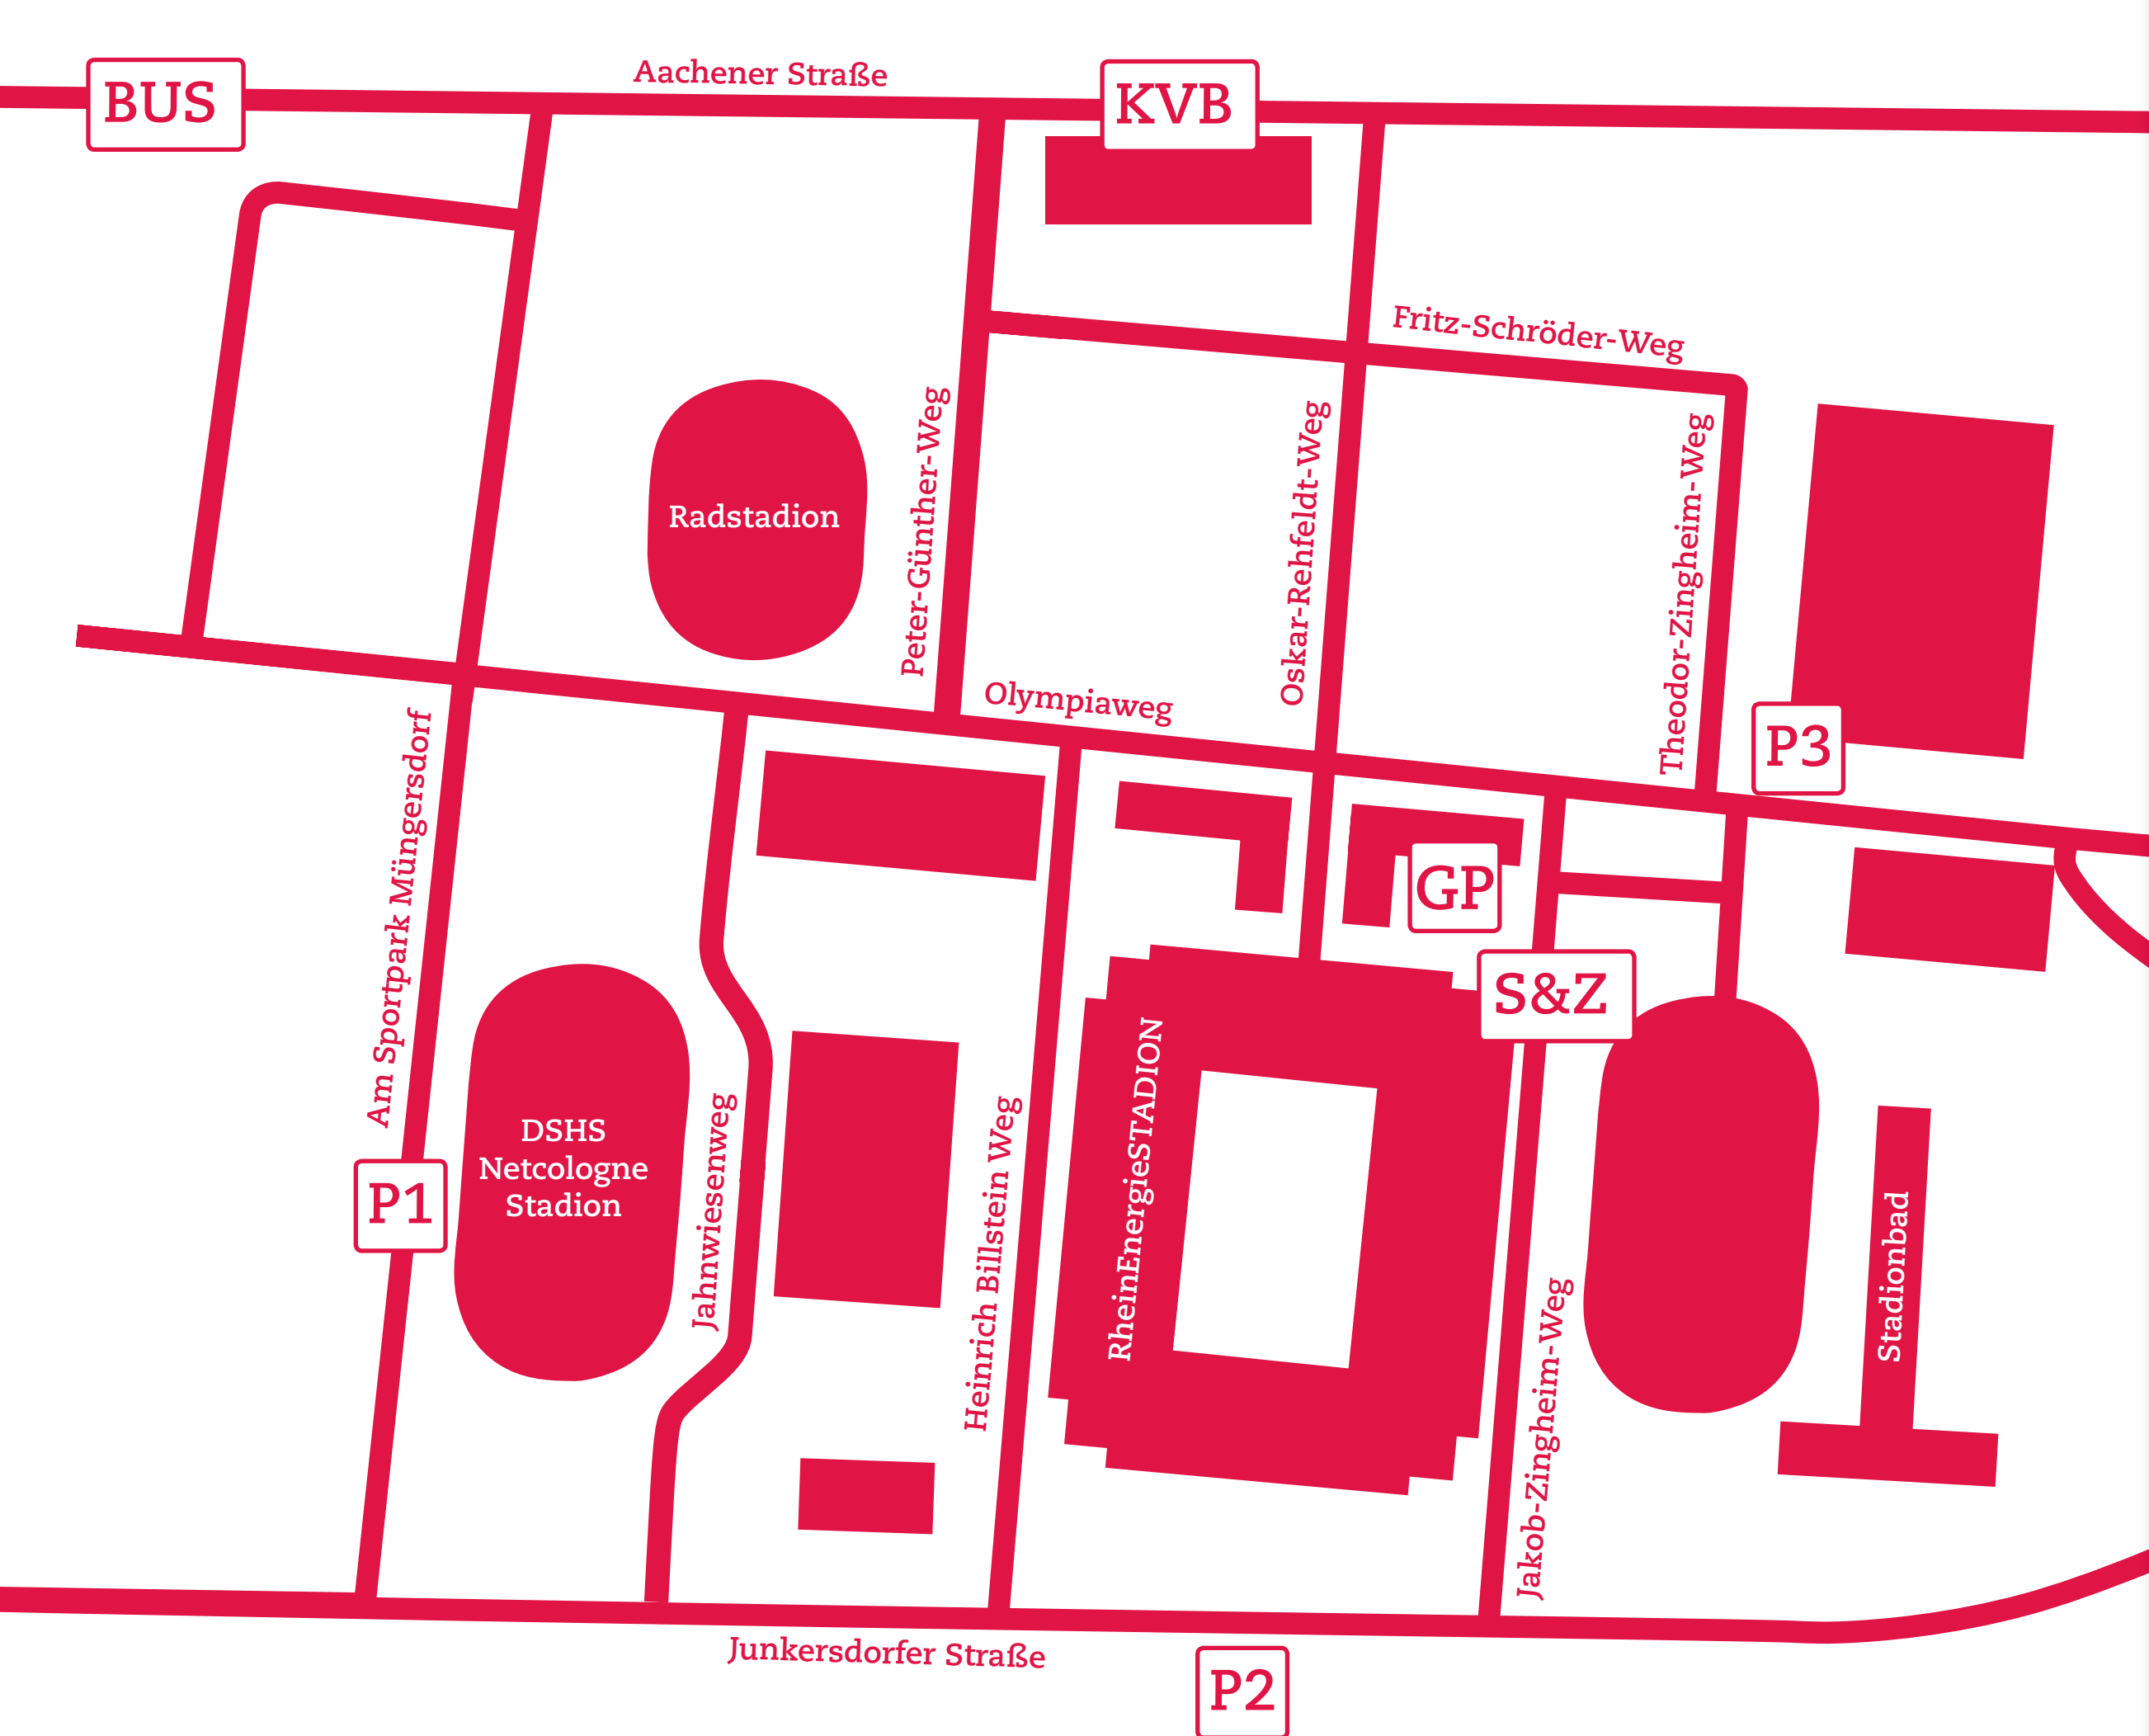 Aachener Straße
BUS
KVB
Fritz-Schröder-Weg
Radstadion
Peter-Günther-Weg
Oskar-Rehfeldt-Weg
Theodor-Zingheim-Weg
Olympiaweg
P3
Am Sportpark Müngersdorf
GP
S&Z
DSHS
Netcologne
Stadion
P1
Jahnwiesenweg
Heinrich Billstein Weg
RheinEnergieSTADION
Jakob-Zingheim-Weg
Stadionbad
Junkersdorfer Straße
P2